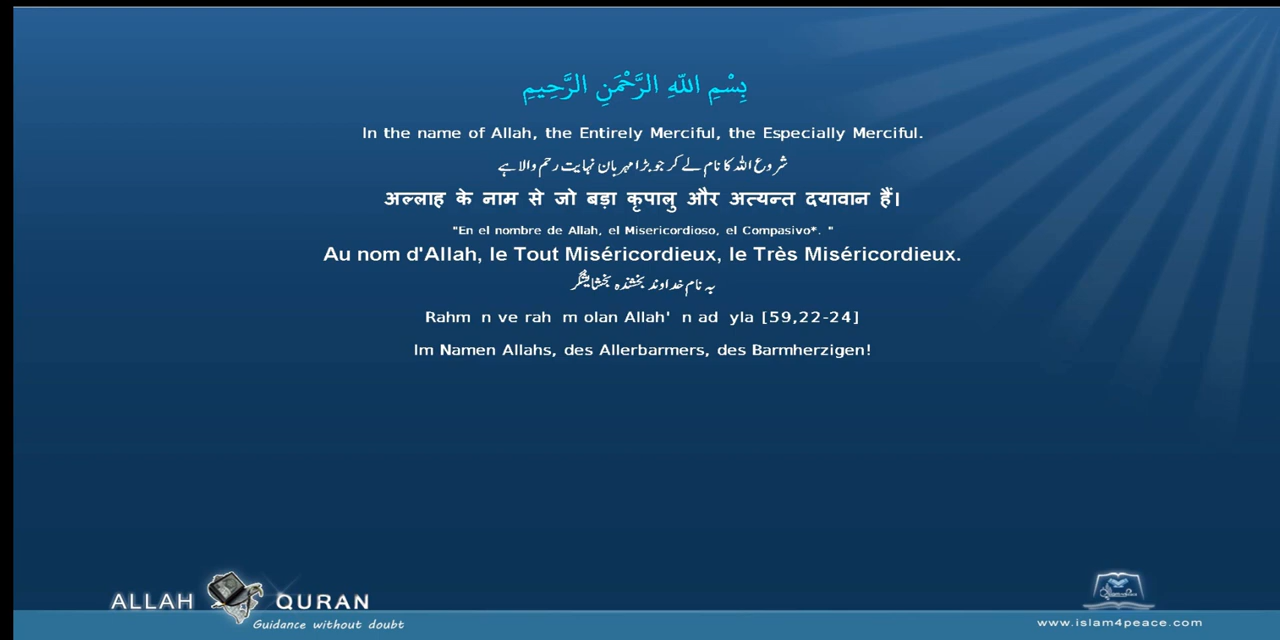 بِسْمِ اللّهِ الرَّحْمَنِ الرَّحِيمِ
In the name of Allah, the Entirely Merciful, the Especially Merciful.
شروع اللہ کا نام لے کر جو بڑا مہربان نہایت رحم والا ہے
अल्लाह के नाम से जो बड़ा कृपालु और अत्यन्त दयावान हैं।
"En el nombre de Allah, el Misericordioso, el Compasivo*. "
Au nom d'Allah, le Tout Miséricordieux, le Très Miséricordieux.
به نام خداوند بخشنده بخشایشگر
Rahm  n ve rah  m olan Allah'  n ad  yla [59,22-24]
Im Namen Allahs, des Allerbarmers, des Barmherzigen!
ALLAH QURAN
Guidance without doubt
www.islam4peace.com